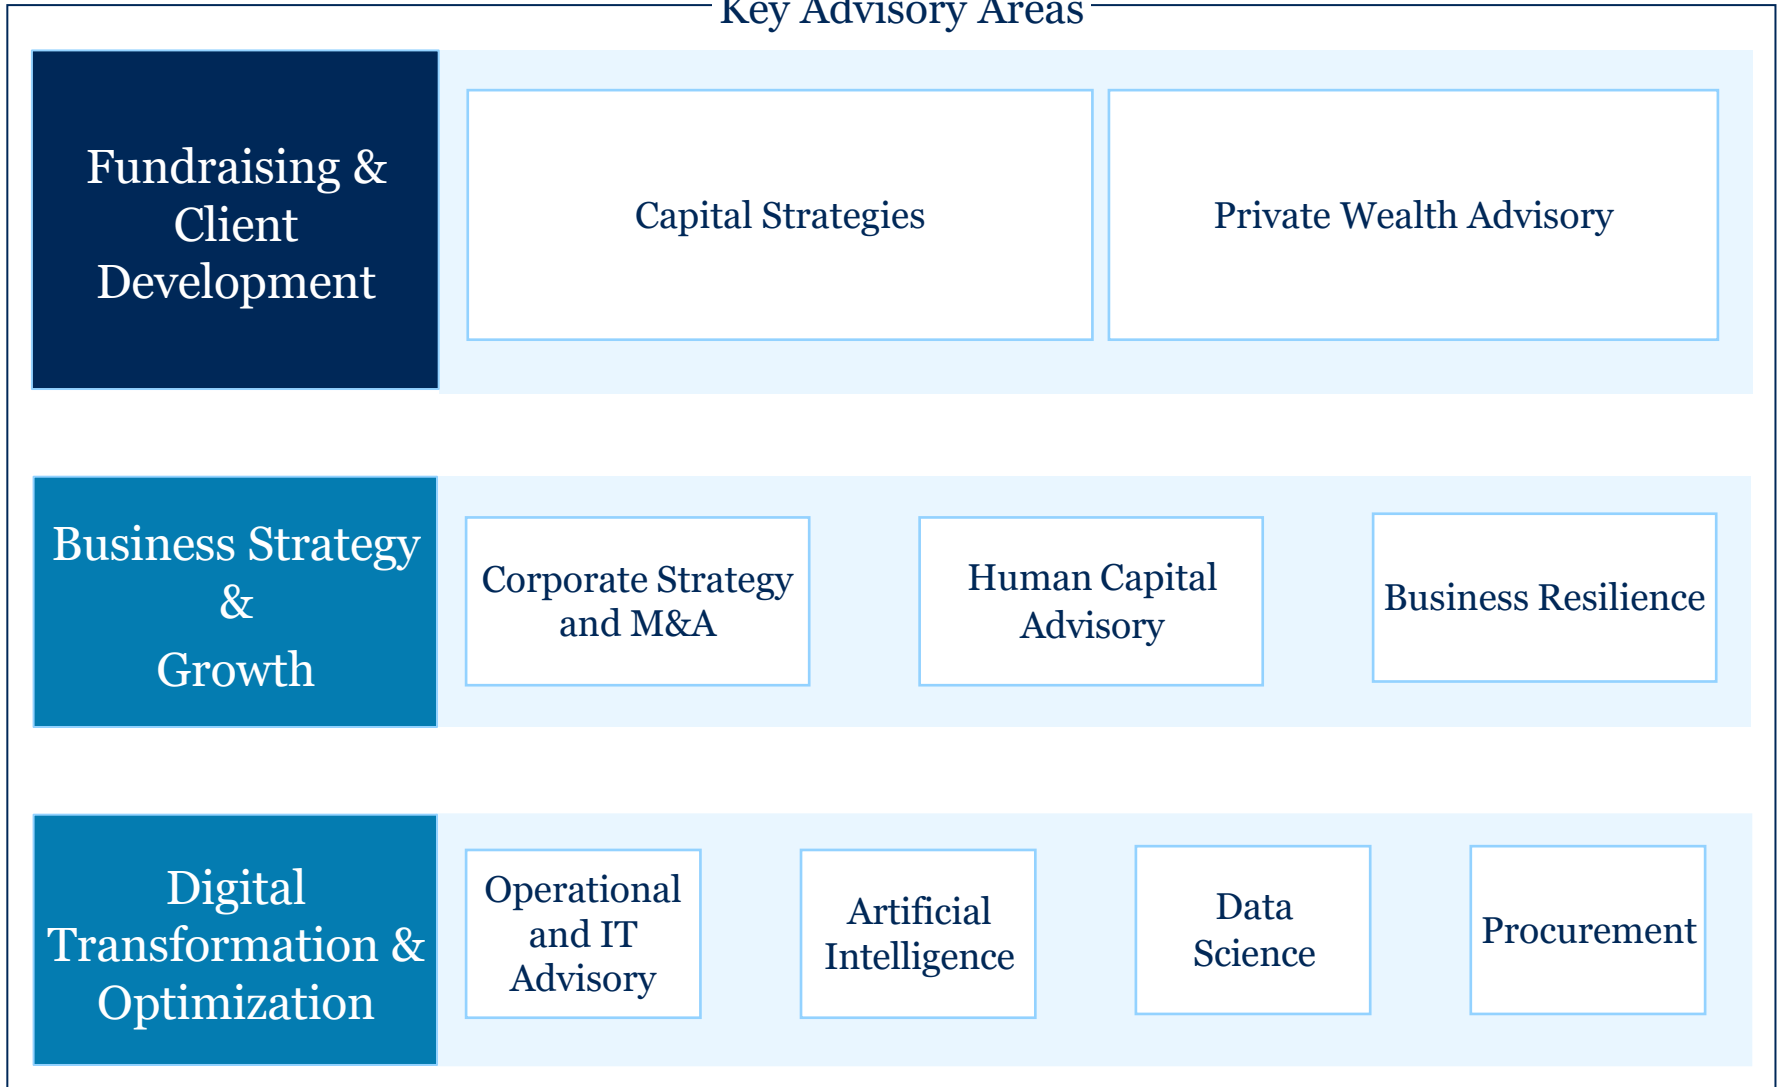 Key Advisory Areas
Fundraising &
Client
Development
Capital Strategies
Private Wealth Advisory
Business Strategy
&
Growth
Corporate Strategy
and M&A
Human Capital
Advisory
Business Resilience
Digital
Transformation &
Optimization
Operational
and IT
Advisory
Artificial
Intelligence
Data
Science
Procurement